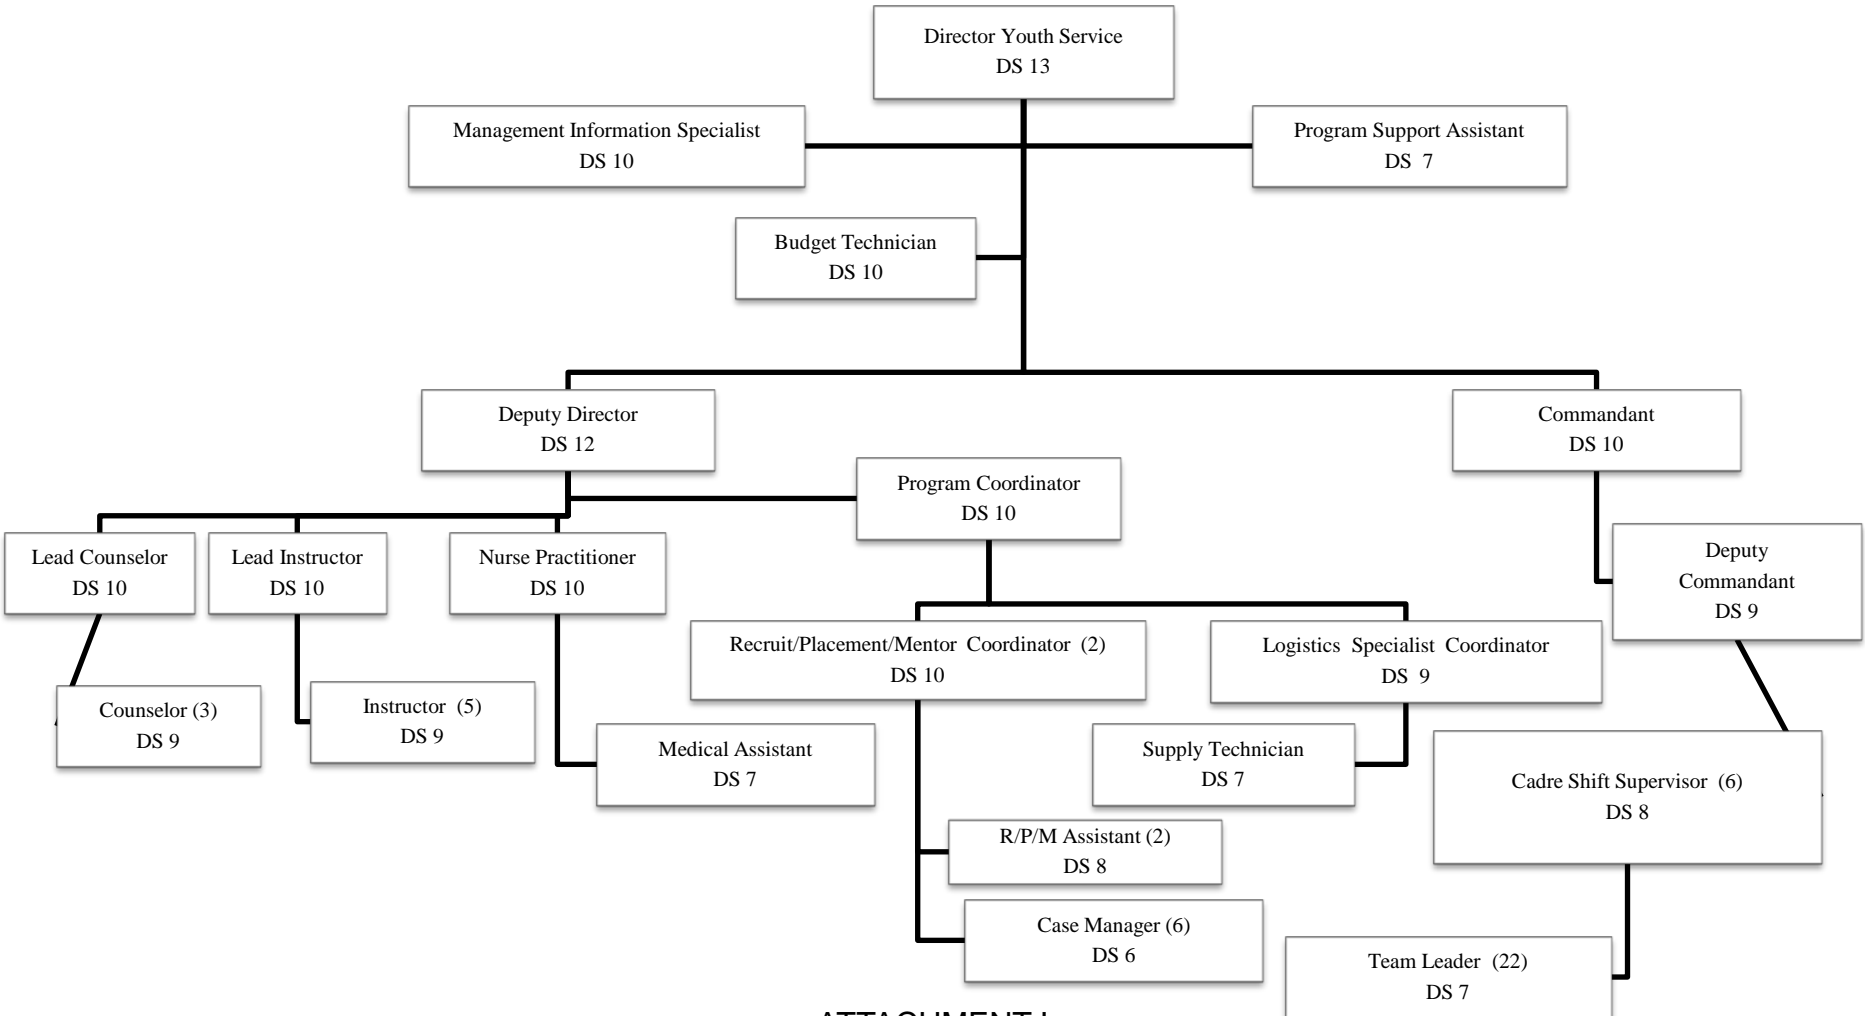 Director Youth Service
DS 13
Management Information Specialist
DS 10
Program Support Assistant
DS 7
Budget Technician
DS 10
Deputy Director
DS 12
Commandant
DS 10
Program Coordinator
DS 10
Lead Counselor
DS 10
Lead Instructor
DS 10
Nurse Practitioner
DS 10
Deputy
Commandant
DS 9
Recruit/Placement/Mentor Coordinator (2)
DS 10
Logistics Specialist Coordinator
DS 9
Counselor (3)
DS 9
Instructor (5)
DS 9
Medical Assistant
DS 7
Supply Technician
DS 7
Cadre Shift Supervisor (6)
DS 8
R/P/M Assistant (2)
DS 8
Case Manager (6)
DS 6
Team Leader (22)
DS 7
ATTACHMENT I